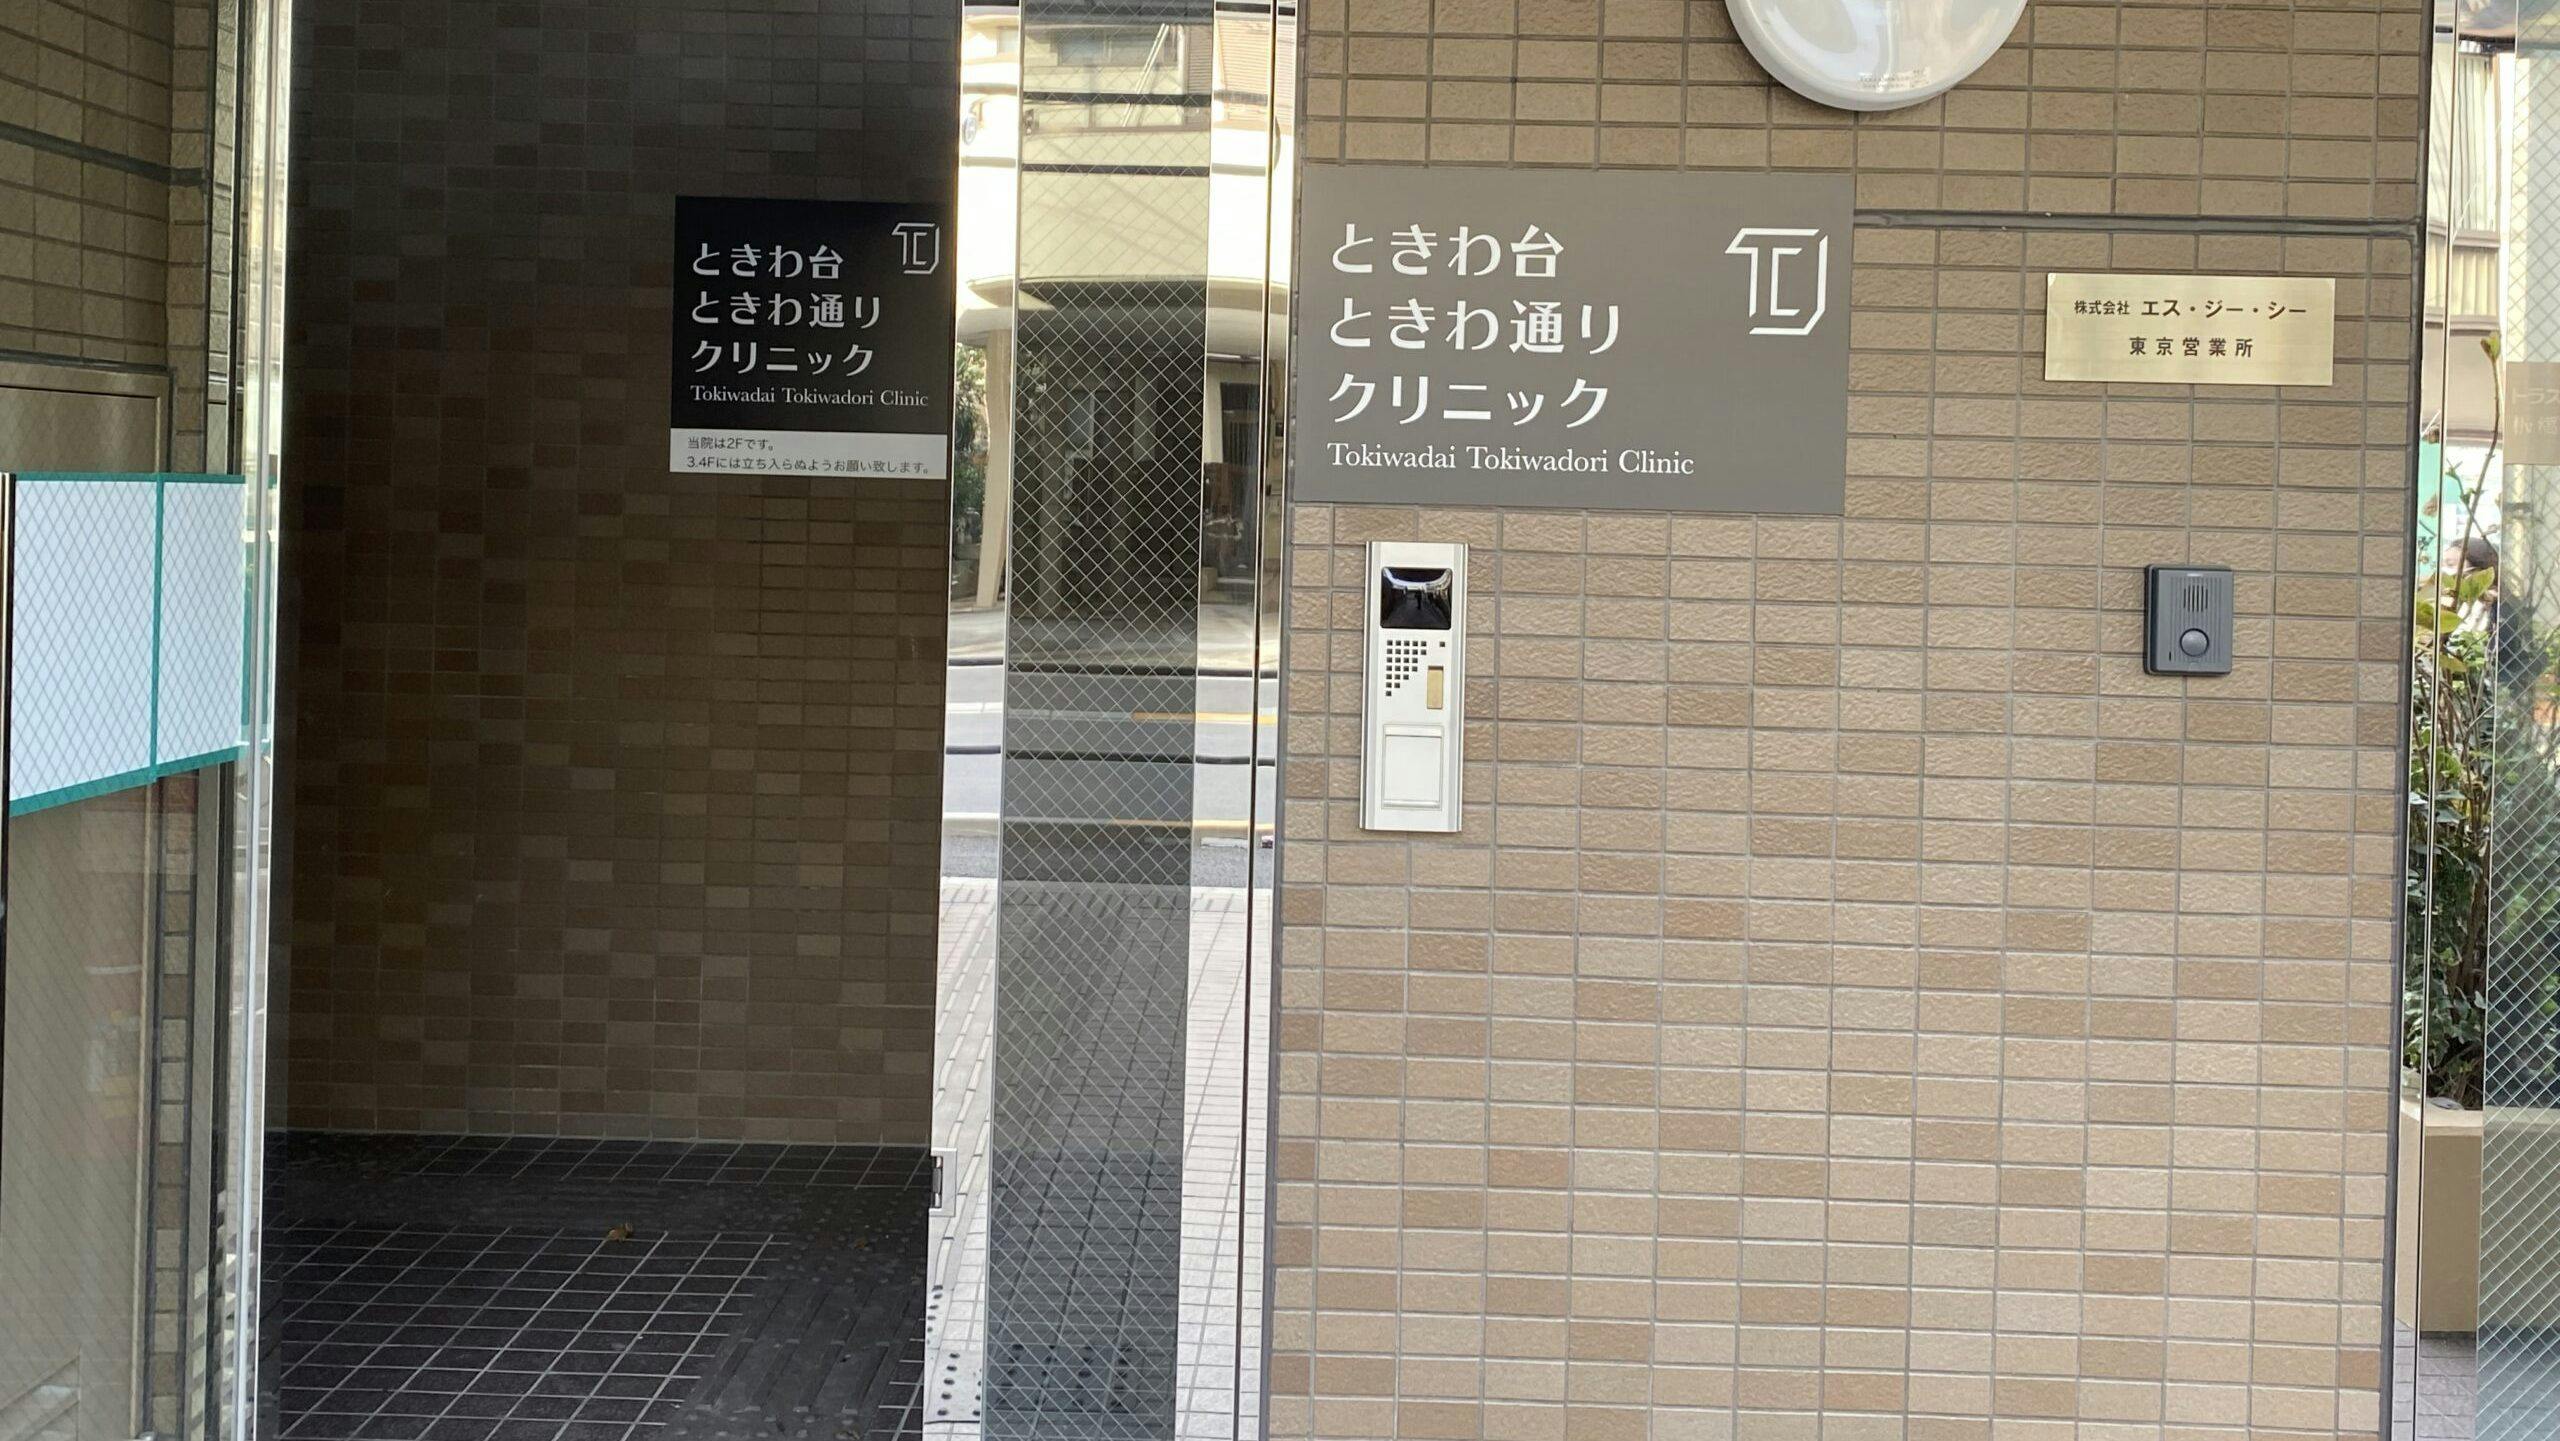 ときわ台
ときわ通り
クリニック
Tokiwadai Tokiwadori Clinic
当院は2Fです。
3.4Fには立ち入らぬようお願い致します。
ときわ台
ときわ通り
クリニック
Tokiwadai Tokiwadori Clinic
株式会社 エス・ジー・シー
東京営業所